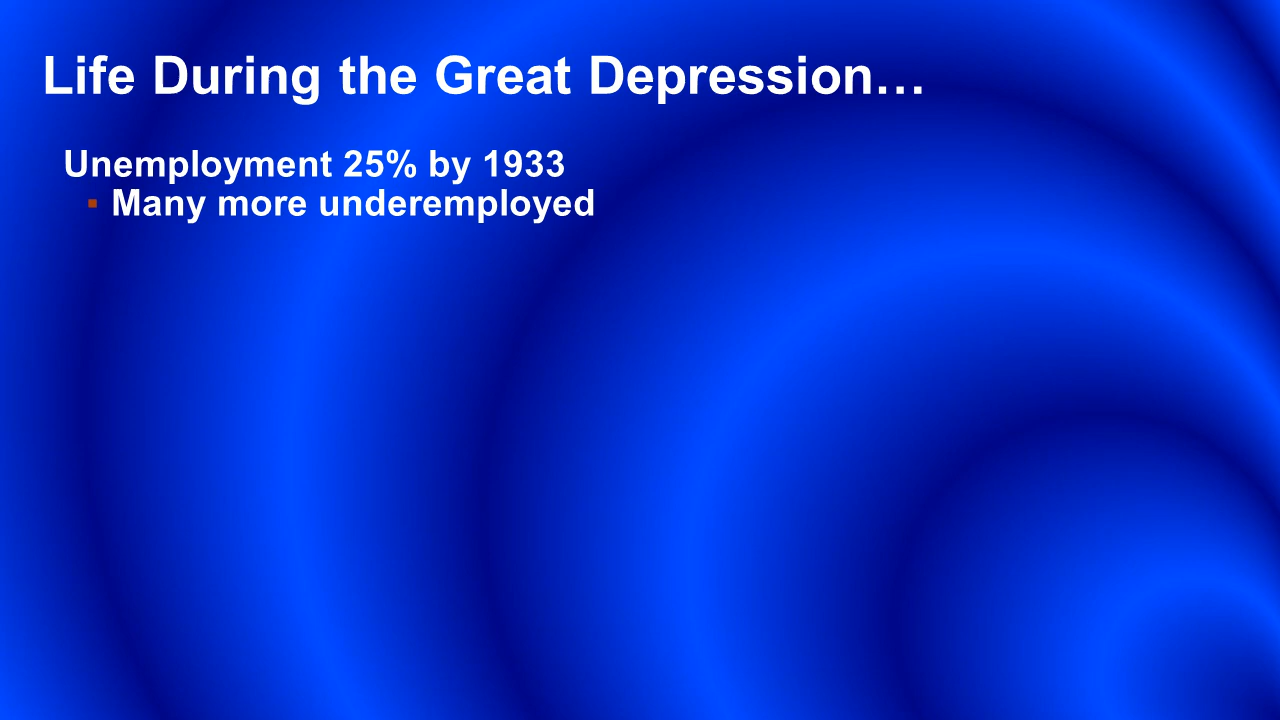 Life During the Great Depression…
Unemployment 25% by 1933
▪ Many more underemployed